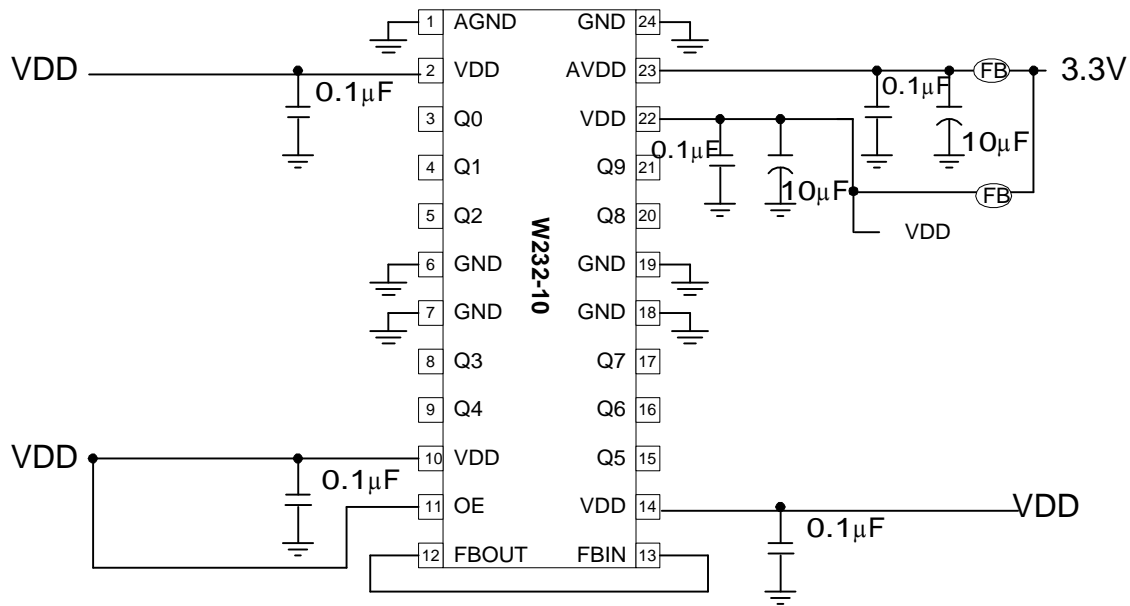 1 AGND GND 24
VDD 2 VDD AVDD 23 FB 3.3V
0.1μF 0.1μF
3 Q0 VDD 22
10μF
0.1μF
4 Q1 Q9 21
10μF FB
5 Q2 Q8 20
VDD
W232-10
6 GND GND 19
7 GND GND 18
8 Q3 Q7 17
9 Q4 Q6 16
VDD 10 VDD Q5 15
0.1μF
11 OE VDD 14 VDD
0.1μF
12 FBOUT FBIN 13